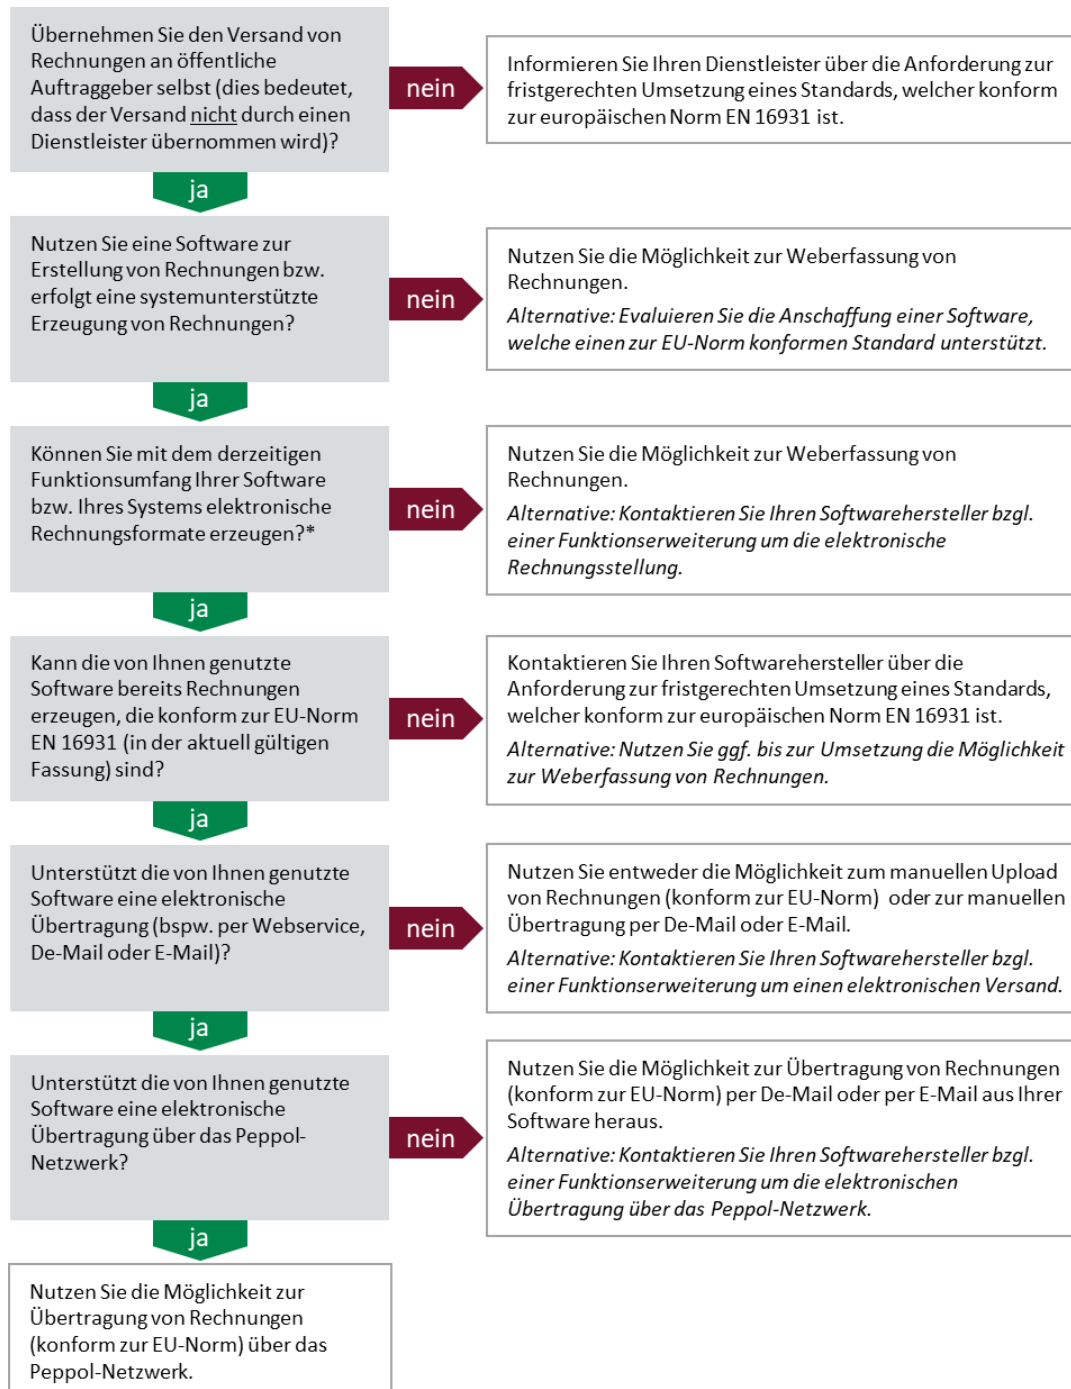 Übernehmen Sie den Versand von
Rechnungen an öffentliche
Auftraggeber selbst (dies bedeutet,
dass der Versand nicht durch einen
Dienstleister übernommen wird)?
nein
Informieren Sie Ihren Dienstleister über die Anforderung zur
fristgerechten Umsetzung eines Standards, welcher konform
zur europäischen Norm EN 16931 ist.
ja
Nutzen Sie eine Software zur
Erstellung von Rechnungen bzw.
erfolgt eine systemunterstützte
Erzeugung von Rechnungen?
nein
Nutzen Sie die Möglichkeit zur Weberfassung von
Rechnungen.
Alternative: Evaluieren Sie die Anschaffung einer Software,
welche einen zur EU-Norm konformen Standard unterstützt.
ja
Können Sie mit dem derzeitigen
Funktionsumfang Ihrer Software
bzw. Ihres Systems elektronische
Rechnungsformate erzeugen?*
nein
Nutzen Sie die Möglichkeit zur Weberfassung von
Rechnungen.
Alternative: Kontaktieren Sie Ihren Softwarehersteller bzgl.
einer Funktionserweiterung um die elektronische
Rechnungsstellung.
ja
Kann die von Ihnen genutzte
Software bereits Rechnungen
erzeugen, die konform zur EU-Norm
EN 16931 (in der aktuell gültigen
Fassung) sind?
nein
Kontaktieren Sie Ihren Softwarehersteller über die
Anforderung zur fristgerechten Umsetzung eines Standards,
welcher konform zur europäischen Norm EN 16931 ist.
Alternative: Nutzen Sie ggf. bis zur Umsetzung die Möglichkeit
zur Weberfassung von Rechnungen.
ja
Unterstützt die von Ihnen genutzte
Software eine elektronische
Übertragung (bspw. per Webservice,
De-Mail oder E-Mail)?
nein
Nutzen Sie entweder die Möglichkeit zum manuellen Upload
von Rechnungen (konform zur EU-Norm) oder zur manuellen
Übertragung per De-Mail oder E-Mail.
Alternative: Kontaktieren Sie Ihren Softwarehersteller bzgl.
einer Funktionserweiterung um einen elektronischen Versand.
ja
Unterstützt die von Ihnen genutzte
Software eine elektronische
Übertragung über das Peppol-
Netzwerk?
nein
Nutzen Sie die Möglichkeit zur Übertragung von Rechnungen
(konform zur EU-Norm) per De-Mail oder per E-Mail aus Ihrer
Software heraus.
Alternative: Kontaktieren Sie Ihren Softwarehersteller bzgl.
einer Funktionserweiterung um die elektronischen
Übertragung über das Peppol-Netzwerk.
ja
Nutzen Sie die Möglichkeit zur
Übertragung von Rechnungen
(konform zur EU-Norm) über das
Peppol-Netzwerk.